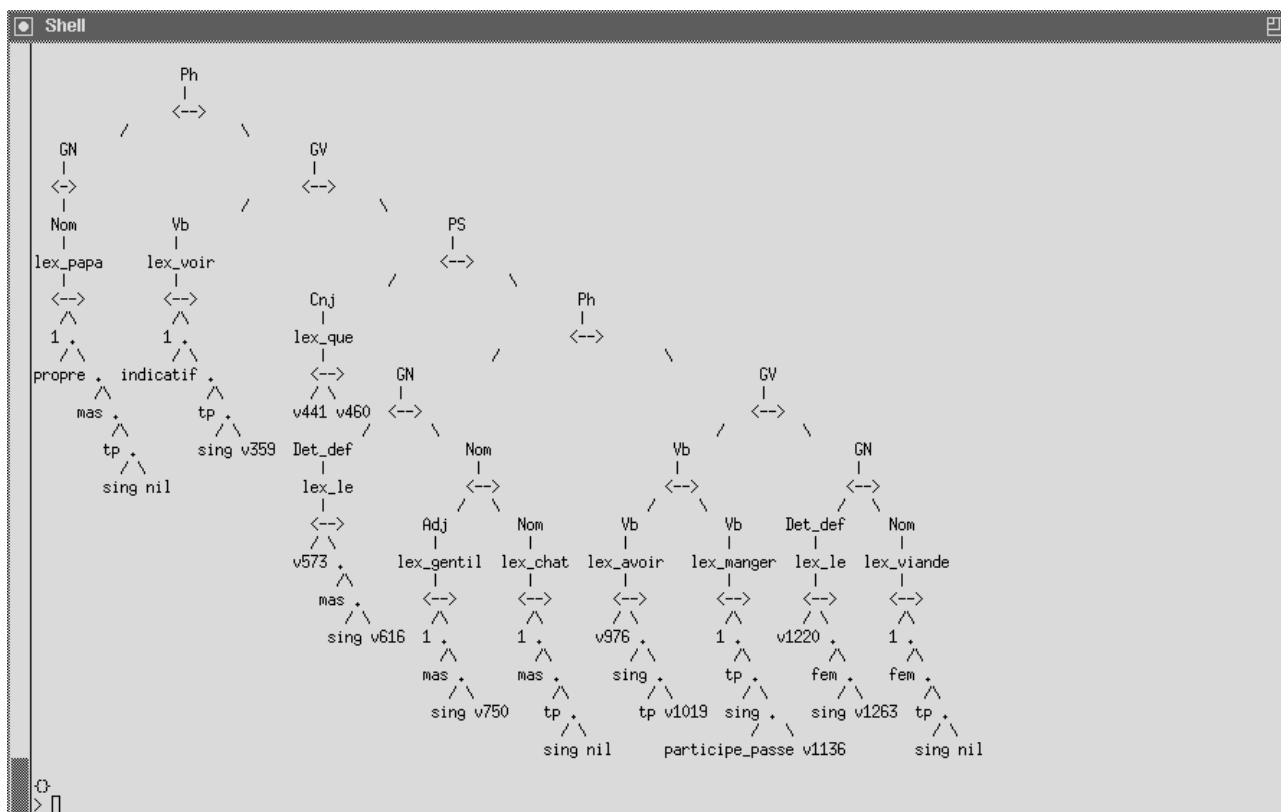 Shell
Ph
|
<-->
/ \
GN GV
| |
<-> <-->
| / \
Nom Vb PS
| | |
lex_papa lex_voir <-->
| | / \
<--> <--> Cnj Ph
/\ /\ | |
1 . 1 . lex_que <-->
/ \ / \ | / \
propre . indicatif . <--> GN GV
/\ /\ / \ | |
mas . tp . v441 v460 <--> <-->
/\ / \ / \ / \
tp . sing v359 Det_def Nom Vb GN
/ \ | | | |
sing nil lex_le <--> <--> <-->
| / \ / \ / \
<--> Adj Nom Vb Vb Det_def Nom
/ \ | | | | | |
v573 . lex_gentil lex_chat lex_avoir lex_manger lex_le lex_viande
/\ | | | | | |
mas . <--> <--> <--> <--> <--> <-->
/ \ /\ /\ /\ /\ / \ /\
sing v616 1 . 1 . v976 . 1 . v1220 . 1 .
/\ /\ /\ /\ /\ /\
mas . mas . sing . tp . fem . fem .
/ \ /\ / \ /\ / \ /\
sing v750 tp . tp v1019 sing . sing v1263 tp .
/ \ / \ / \
sing nil participe_passe v1136 sing nil
{}
>